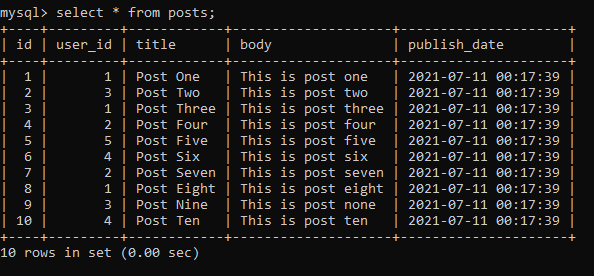 mysql> select * from posts;
+----+---------+------------+--------------------+---------------------+
| id | user_id | title      | body               | publish_date        |
+----+---------+------------+--------------------+---------------------+
|  1 |       1 | Post One   | This is post one   | 2021-07-11 00:17:39 |
|  2 |       3 | Post Two   | This is post two   | 2021-07-11 00:17:39 |
|  3 |       1 | Post Three | This is post three | 2021-07-11 00:17:39 |
|  4 |       2 | Post Four  | This is post four  | 2021-07-11 00:17:39 |
|  5 |       5 | Post Five  | This is post five  | 2021-07-11 00:17:39 |
|  6 |       4 | Post Six   | This is post six   | 2021-07-11 00:17:39 |
|  7 |       2 | Post Seven | This is post seven | 2021-07-11 00:17:39 |
|  8 |       1 | Post Eight | This is post eight | 2021-07-11 00:17:39 |
|  9 |       3 | Post Nine  | This is post none  | 2021-07-11 00:17:39 |
| 10 |       4 | Post Ten   | This is post ten   | 2021-07-11 00:17:39 |
+----+---------+------------+--------------------+---------------------+
10 rows in set (0.00 sec)